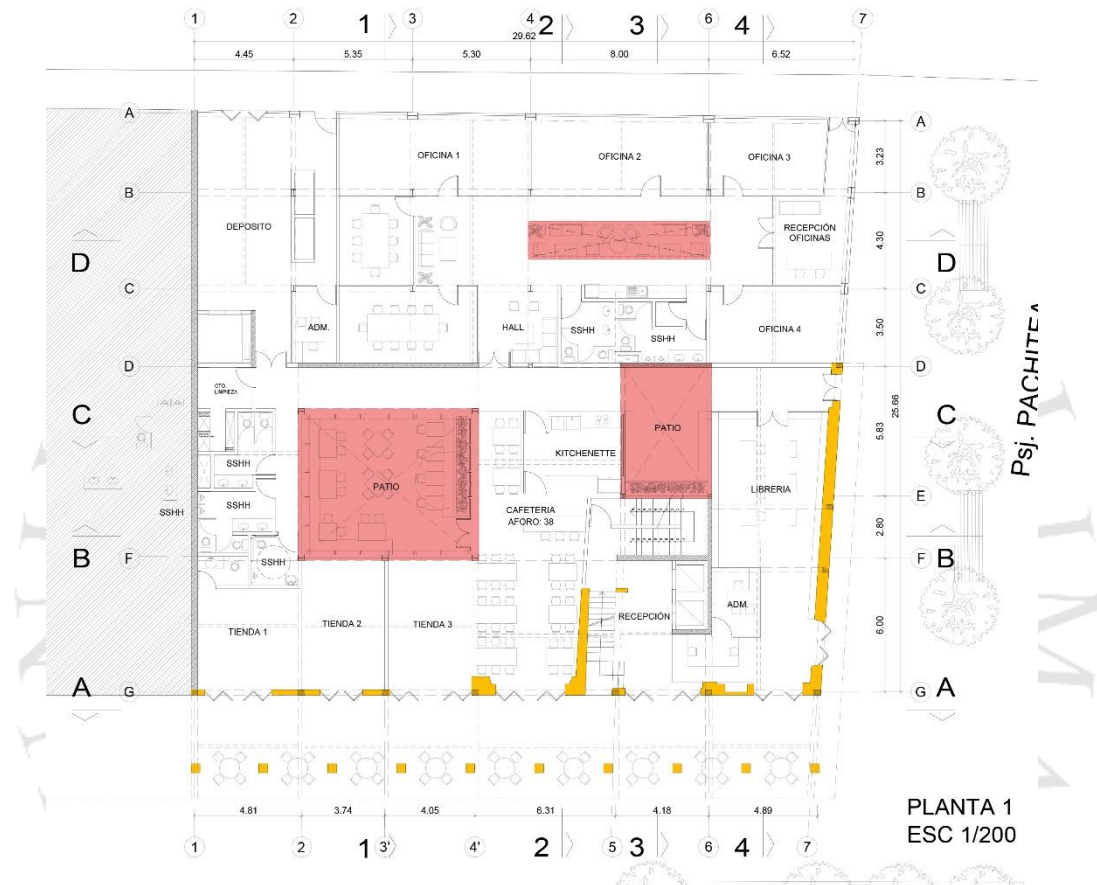 1 2 1 3 4 2 3 6 4 7
29.62
4.45 5.35 5.30 8.00 6.52
A A
OFICINA 1 OFICINA 2 OFICINA 3
3.23
B B
DEPOSITO
RECEPCIÓN
OFICINAS
4.30
D D
C C
ADM.
HALL
SSHH
SSHH
OFICINA 4
3.50
D D
CTO.
LIMPIEZA
Psj. PACHITEA
25.66
C C
PATIO
5.83
SSHH
KITCHENETTE
PATIO
LIBRERIA
E
SSHH
SSHH
CAFETERIA
AFORO: 38
2.80
B B
F F
SSHH
TIENDA 1 TIENDA 2 TIENDA 3
RECEPCIÓN
ADM.
6.00
A A
G G
4.81 3.74 4.05 6.31 4.18 4.89
1 2 1 3' 4' 2 5 3 6 4 7
PLANTA 1
ESC 1/200